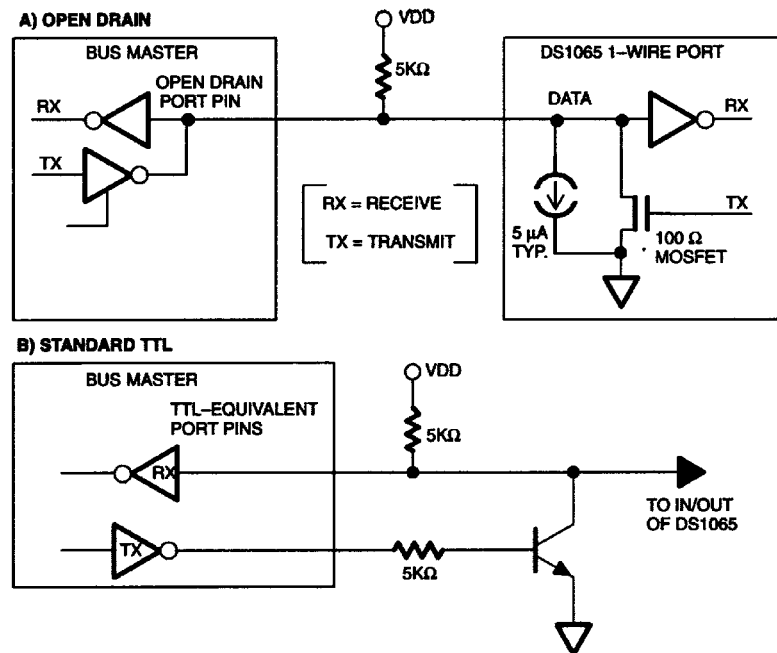 A) OPEN DRAIN
VDD
BUS MASTER
DS1065 1–WIRE PORT
5KΩ
OPEN DRAIN
PORT PIN
RX
DATA
RX
TX
TX
RX = RECEIVE
TX = TRANSMIT
5 µA
TYP.
100 Ω
MOSFET
B) STANDARD TTL
BUS MASTER
VDD
TTL–EQUIVALENT
PORT PINS
5KΩ
RX
TO IN/OUT
OF DS1065
TX
5KΩ